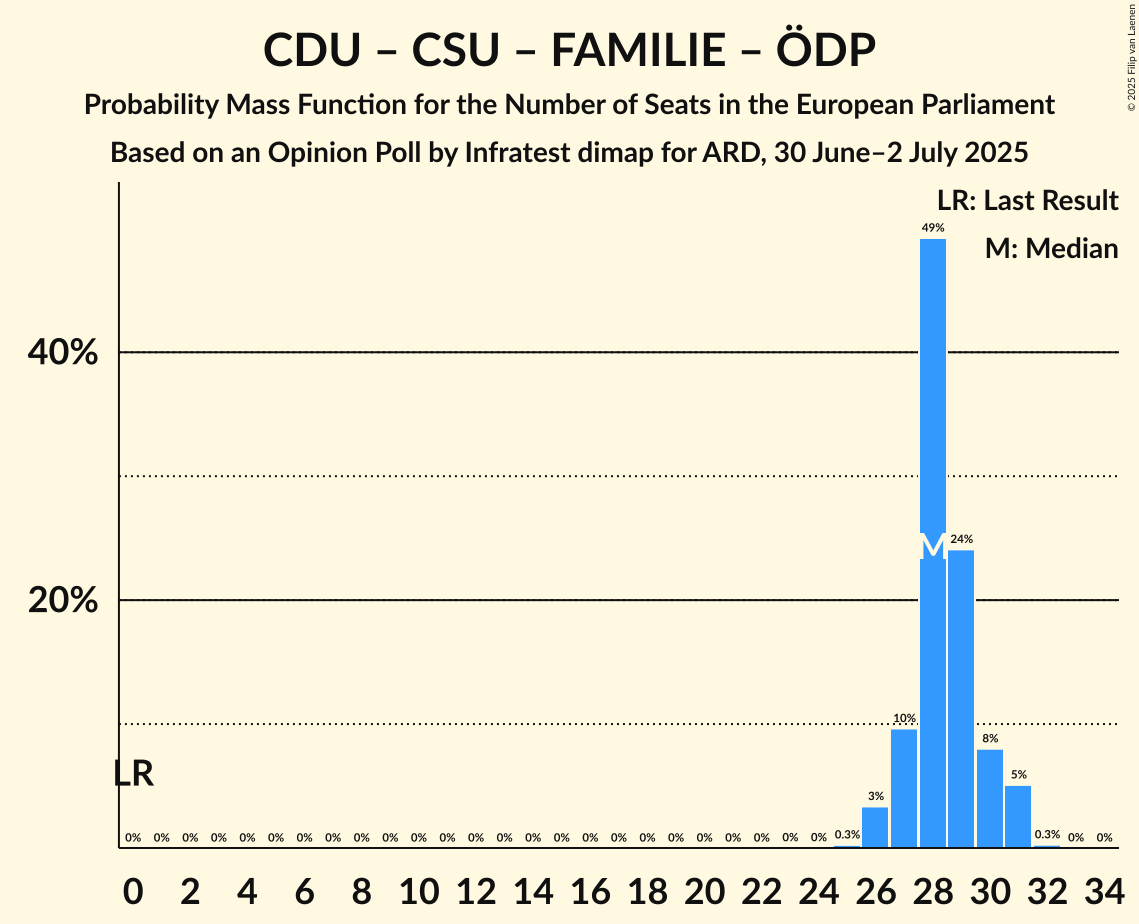 CDU – CSU – FAMILIE – ÖDP
Probability Mass Function for the Number of Seats in the European Parliament
Based on an Opinion Poll by Infratest dimap for ARD, 30 June–2 July 2025
© 2025 Filip van Laenen
LR: Last Result
M: Median
49%
40%
M
24%
20%
10%
8%
LR
5%
3%
0% 0% 0% 0% 0% 0% 0% 0% 0% 0% 0% 0% 0% 0% 0% 0% 0% 0% 0% 0% 0% 0% 0% 0% 0% 0.3% 0.3% 0% 0%
0 2 4 6 8 10 12 14 16 18 20 22 24 26 28 30 32 34